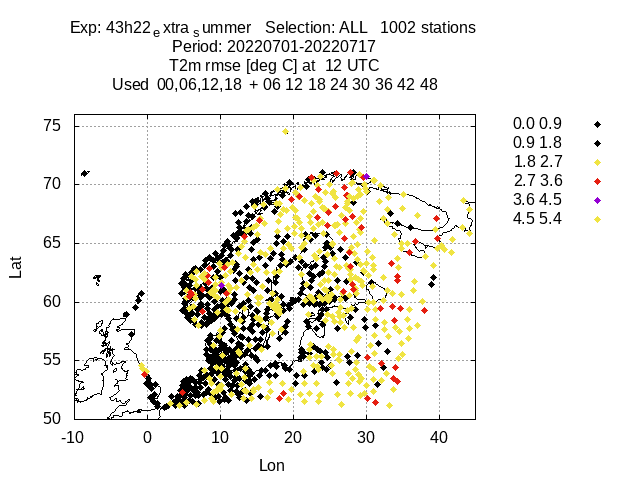 Exp: 43h22extrasummer   Selection: ALL   1002 stations
Period: 20220701-20220717
T2m rmse [deg C] at  12 UTC
Used  00,06,12,18  + 06 12 18 24 30 36 42 48
0.0 0.9
0.9 1.8
1.8 2.7
2.7 3.6
3.6 4.5
4.5 5.4
75
70
65
60
55
50
Lat
-10 0 10 20 30 40
Lon